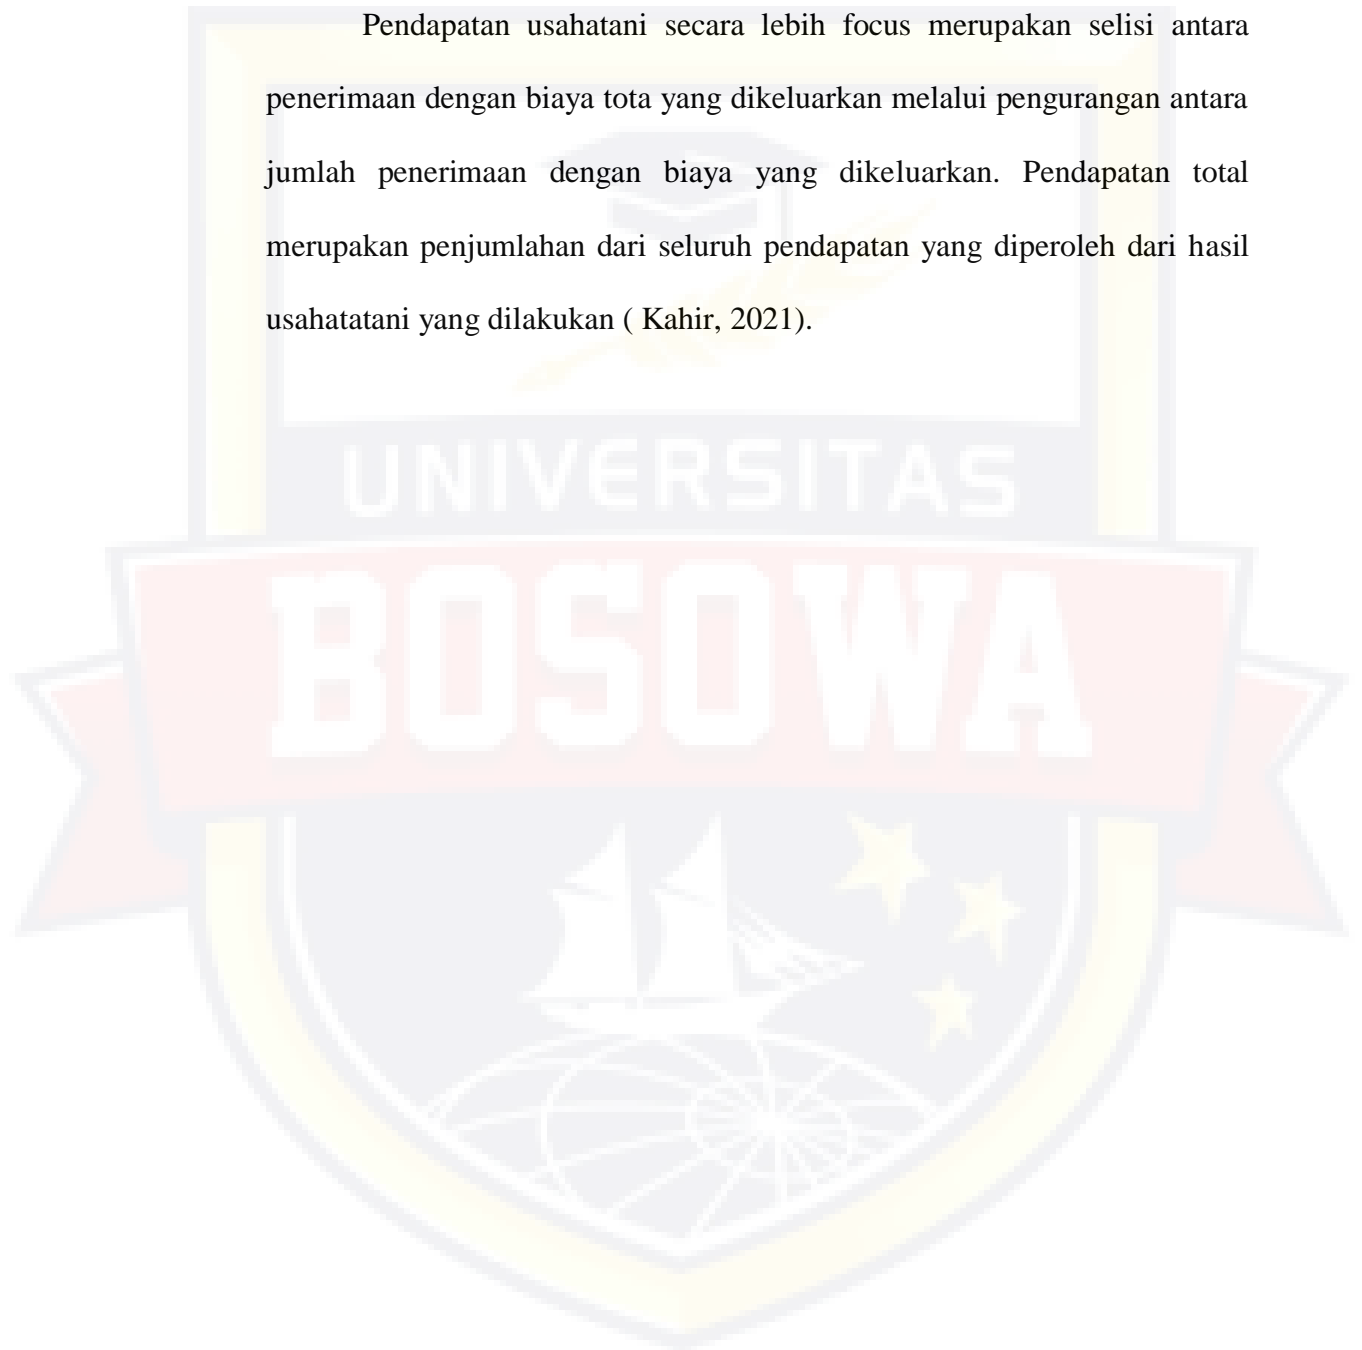 Pendapatan usahatani secara lebih focus merupakan selisi antara
penerimaan dengan biaya tota yang dikeluarkan melalui pengurangan antara
jumlah penerimaan dengan biaya yang dikeluarkan. Pendapatan total
merupakan penjumlahan dari seluruh pendapatan yang diperoleh dari hasil
usahatatani yang dilakukan ( Kahir, 2021).
UNIVERSITAS
BOSOWA